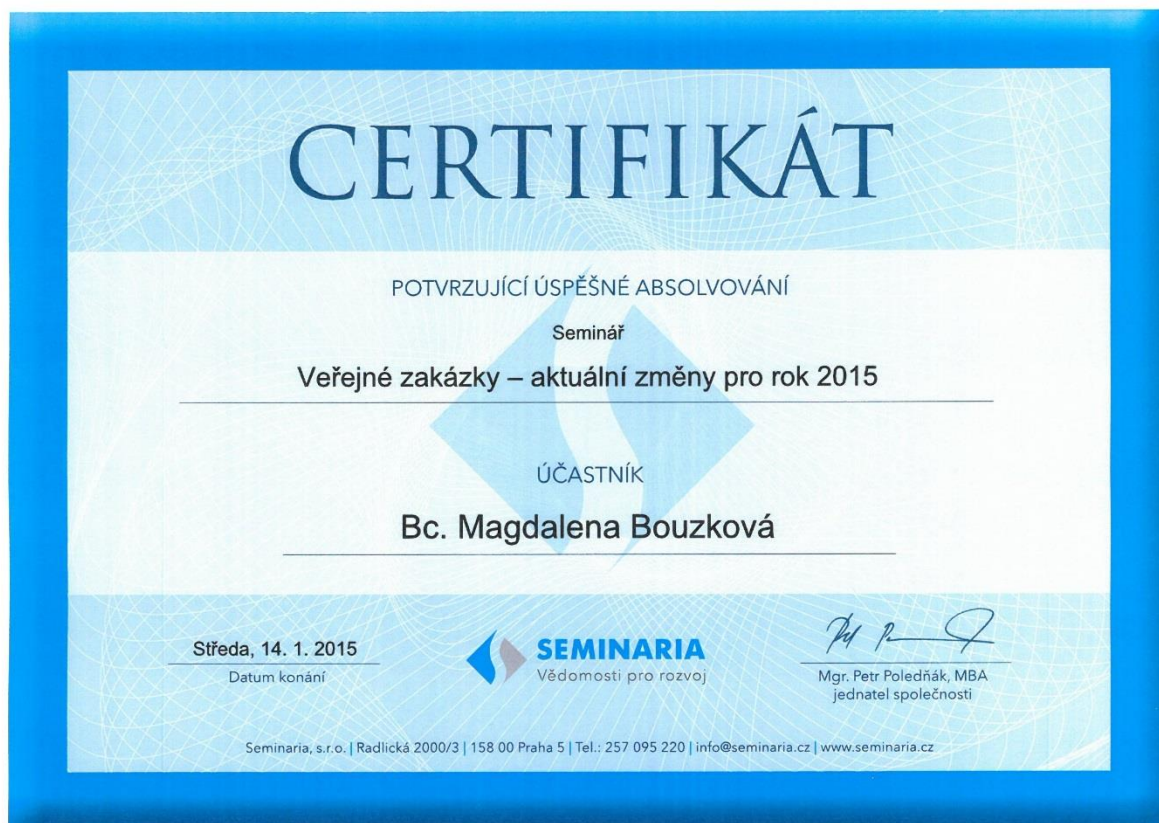 CERTIFIKÁT
POTVRZUJÍCÍ ÚSPĚŠNÉ ABSOLVOVÁNÍ
Seminář
Veřejné zakázky – aktuální změny pro rok 2015
ÚČASTNÍK
Bc. Magdalena Bouzková
Středa, 14. 1. 2015
Datum konání
SEMINARIA
Vědomosti pro rozvoj
Mgr. Petr Poledňák, MBA
jednatel společnosti
Seminaria, s.r.o. | Radlická 2000/3 | 158 00 Praha 5 | Tel.: 257 095 220 | info@seminaria.cz | www.seminaria.cz